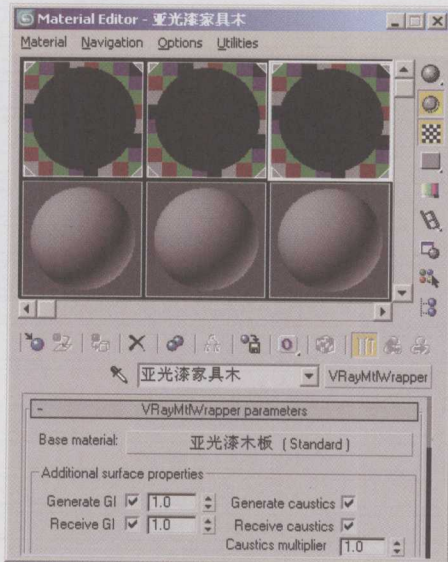 Material Editor - 亚光漆家具木
Material Navigation Options Utilities
亚光漆家具木 VRayMtlWrapper
- VRayMtlWrapper parameters
Base material: 亚光漆木板 (Standard)
Additional surface properties
Generate GI 1.0 Generate caustics
Receive GI 1.0 Receive caustics
Caustics multiplier 1.0